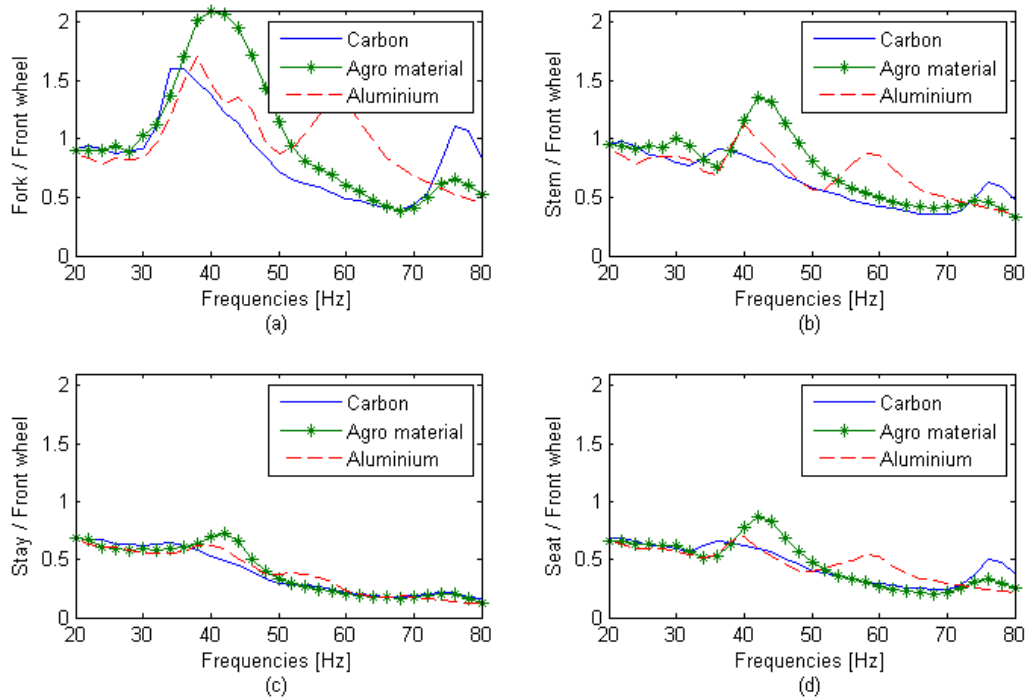 2
1.5
1
0.5
0
Fork / Front wheel
Carbon
Agro material
Aluminium
20 30 40 50 60 70 80
Frequencies [Hz]
(a)
2
1.5
1
0.5
0
Stem / Front wheel
Carbon
Agro material
Aluminium
20 30 40 50 60 70 80
Frequencies [Hz]
(b)
2
1.5
1
0.5
0
Stay / Front wheel
Carbon
Agro material
Aluminium
20 30 40 50 60 70 80
Frequencies [Hz]
(c)
2
1.5
1
0.5
0
Seat / Front wheel
Carbon
Agro material
Aluminium
20 30 40 50 60 70 80
Frequencies [Hz]
(d)